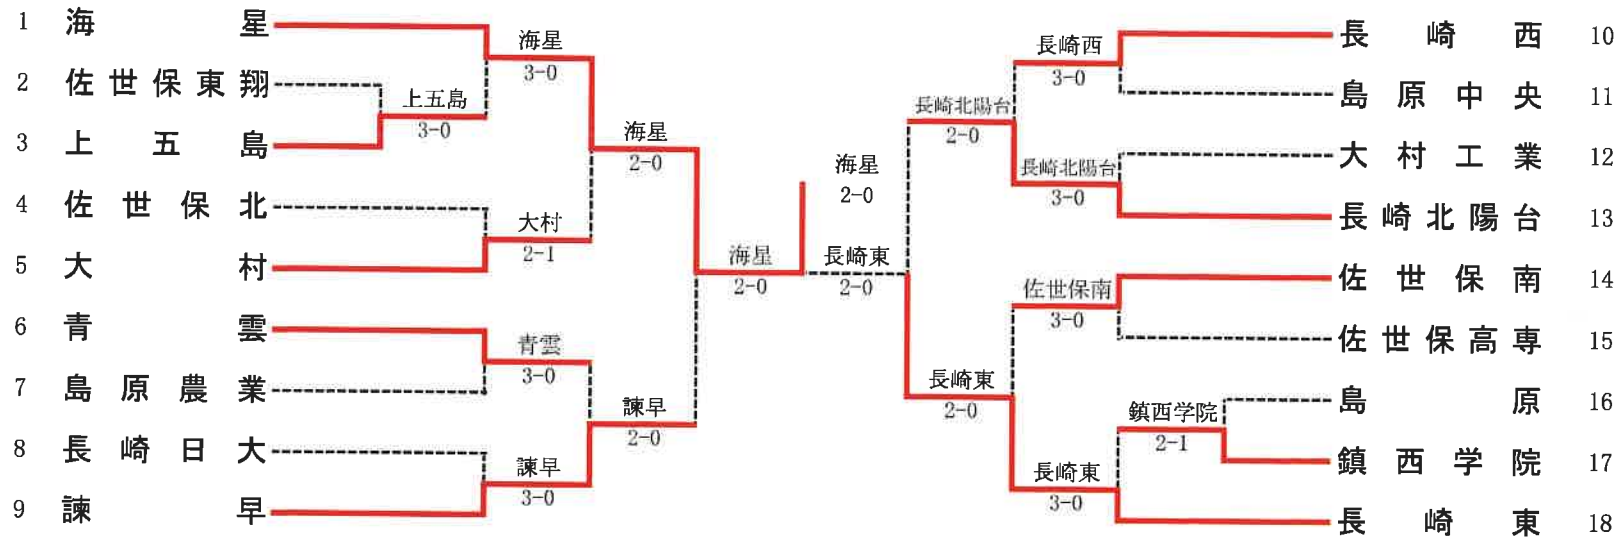 1 海星
2 佐世保東翔
3 上五島
4 佐世保北
5 大村
6 青雲
7 島原農業
8 長崎日大
9 諫早
上五島
3-0
海星
3-0
大村
2-1
青雲
3-0
諫早
3-0
海星
2-0
諫早
2-0
海星
2-0
海星
2-0
長崎東
2-0
長崎北陽台
2-0
長崎東
2-0
長崎西
3-0
長崎北陽台
3-0
佐世保南
3-0
長崎東
3-0
鎮西学院
2-1
長崎西 10
島原中央 11
大村工業 12
長崎北陽台 13
佐世保南 14
佐世保高専 15
島原 16
鎮西学院 17
長崎東 18